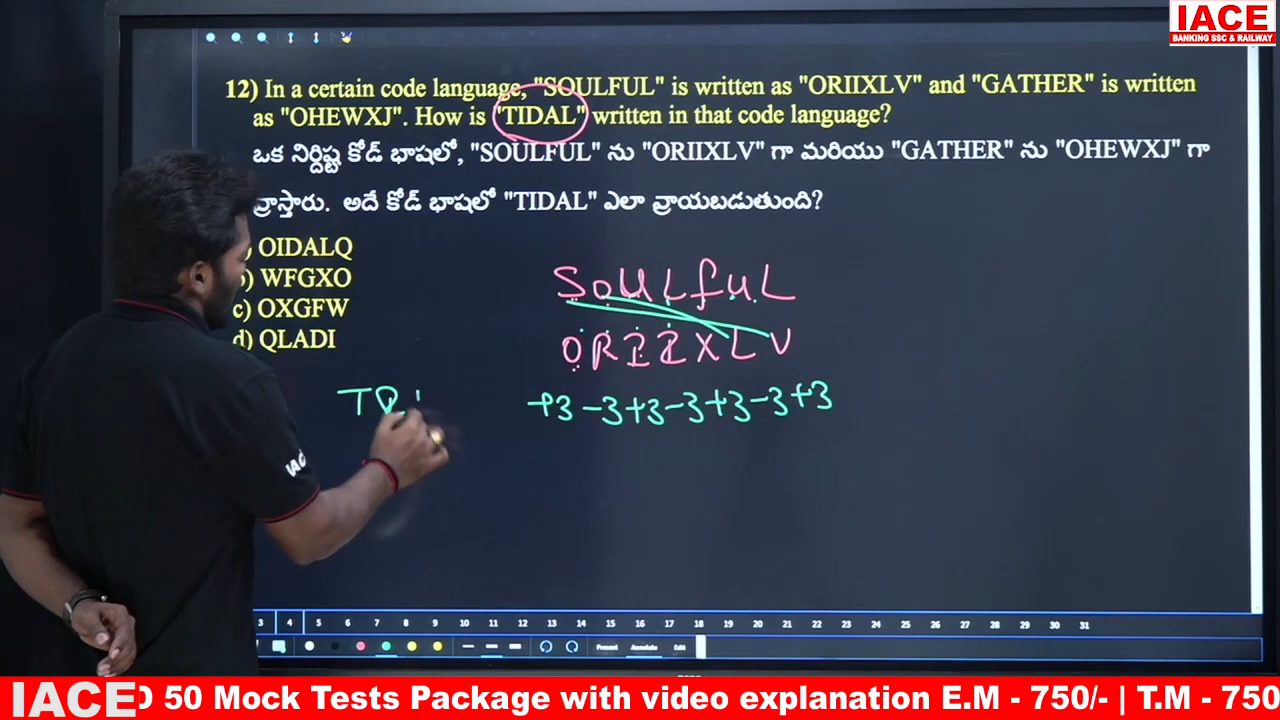 IACE
BANKING SSC & RAILWAY
12) In a certain code language, "SOULFUL" is written as "ORIIXLV" and "GATHER" is written
as "OHEWXJ". How is "TIDAL" written in that code language?
ఒక నిర్దిష్ట కోడ్ భాషలో, "SOULFUL" ను "ORIIXLV" గా మరియు "GATHER" ను "OHEWXJ" గా
వ్రాస్తారు. అదే కోడ్ భాషలో "TIDAL" ఎలా వ్రాయబడుతుంది?
OIDALQ
b) WFGXO
c) OXGFW
d) QLADI
SOULFUL
ORIIXLV
+3 -3 +3 -3 +3 -3 +3
IAC
3 4 5 6 7 8 9 10 11 12 13 14 15 16 17 18 19 20 21 22 23 24 25 26 27 28 29 30 31
Present Annotate Edit
IACE D 50 Mock Tests Package with video explanation E.M - 750/- | T.M - 750